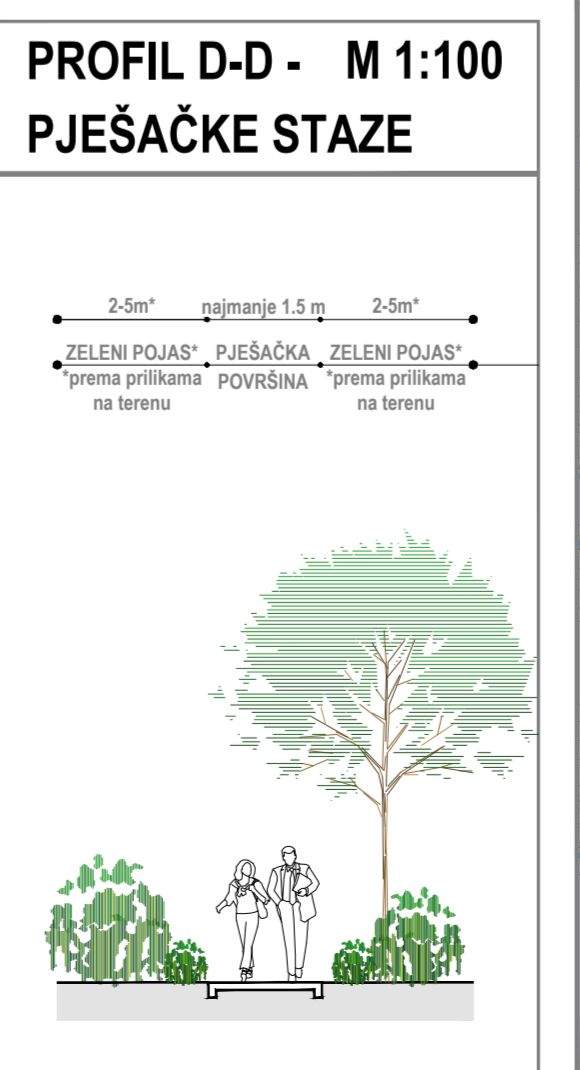 PROFIL D-D - M 1:100
PJEŠAČKE STAZE
2-5m* najmanje 1.5 m 2-5m*
ZELENI POJAS* PJEŠAČKA ZELENI POJAS*
*prema prilikama POVRŠINA *prema prilikama
na terenu na terenu